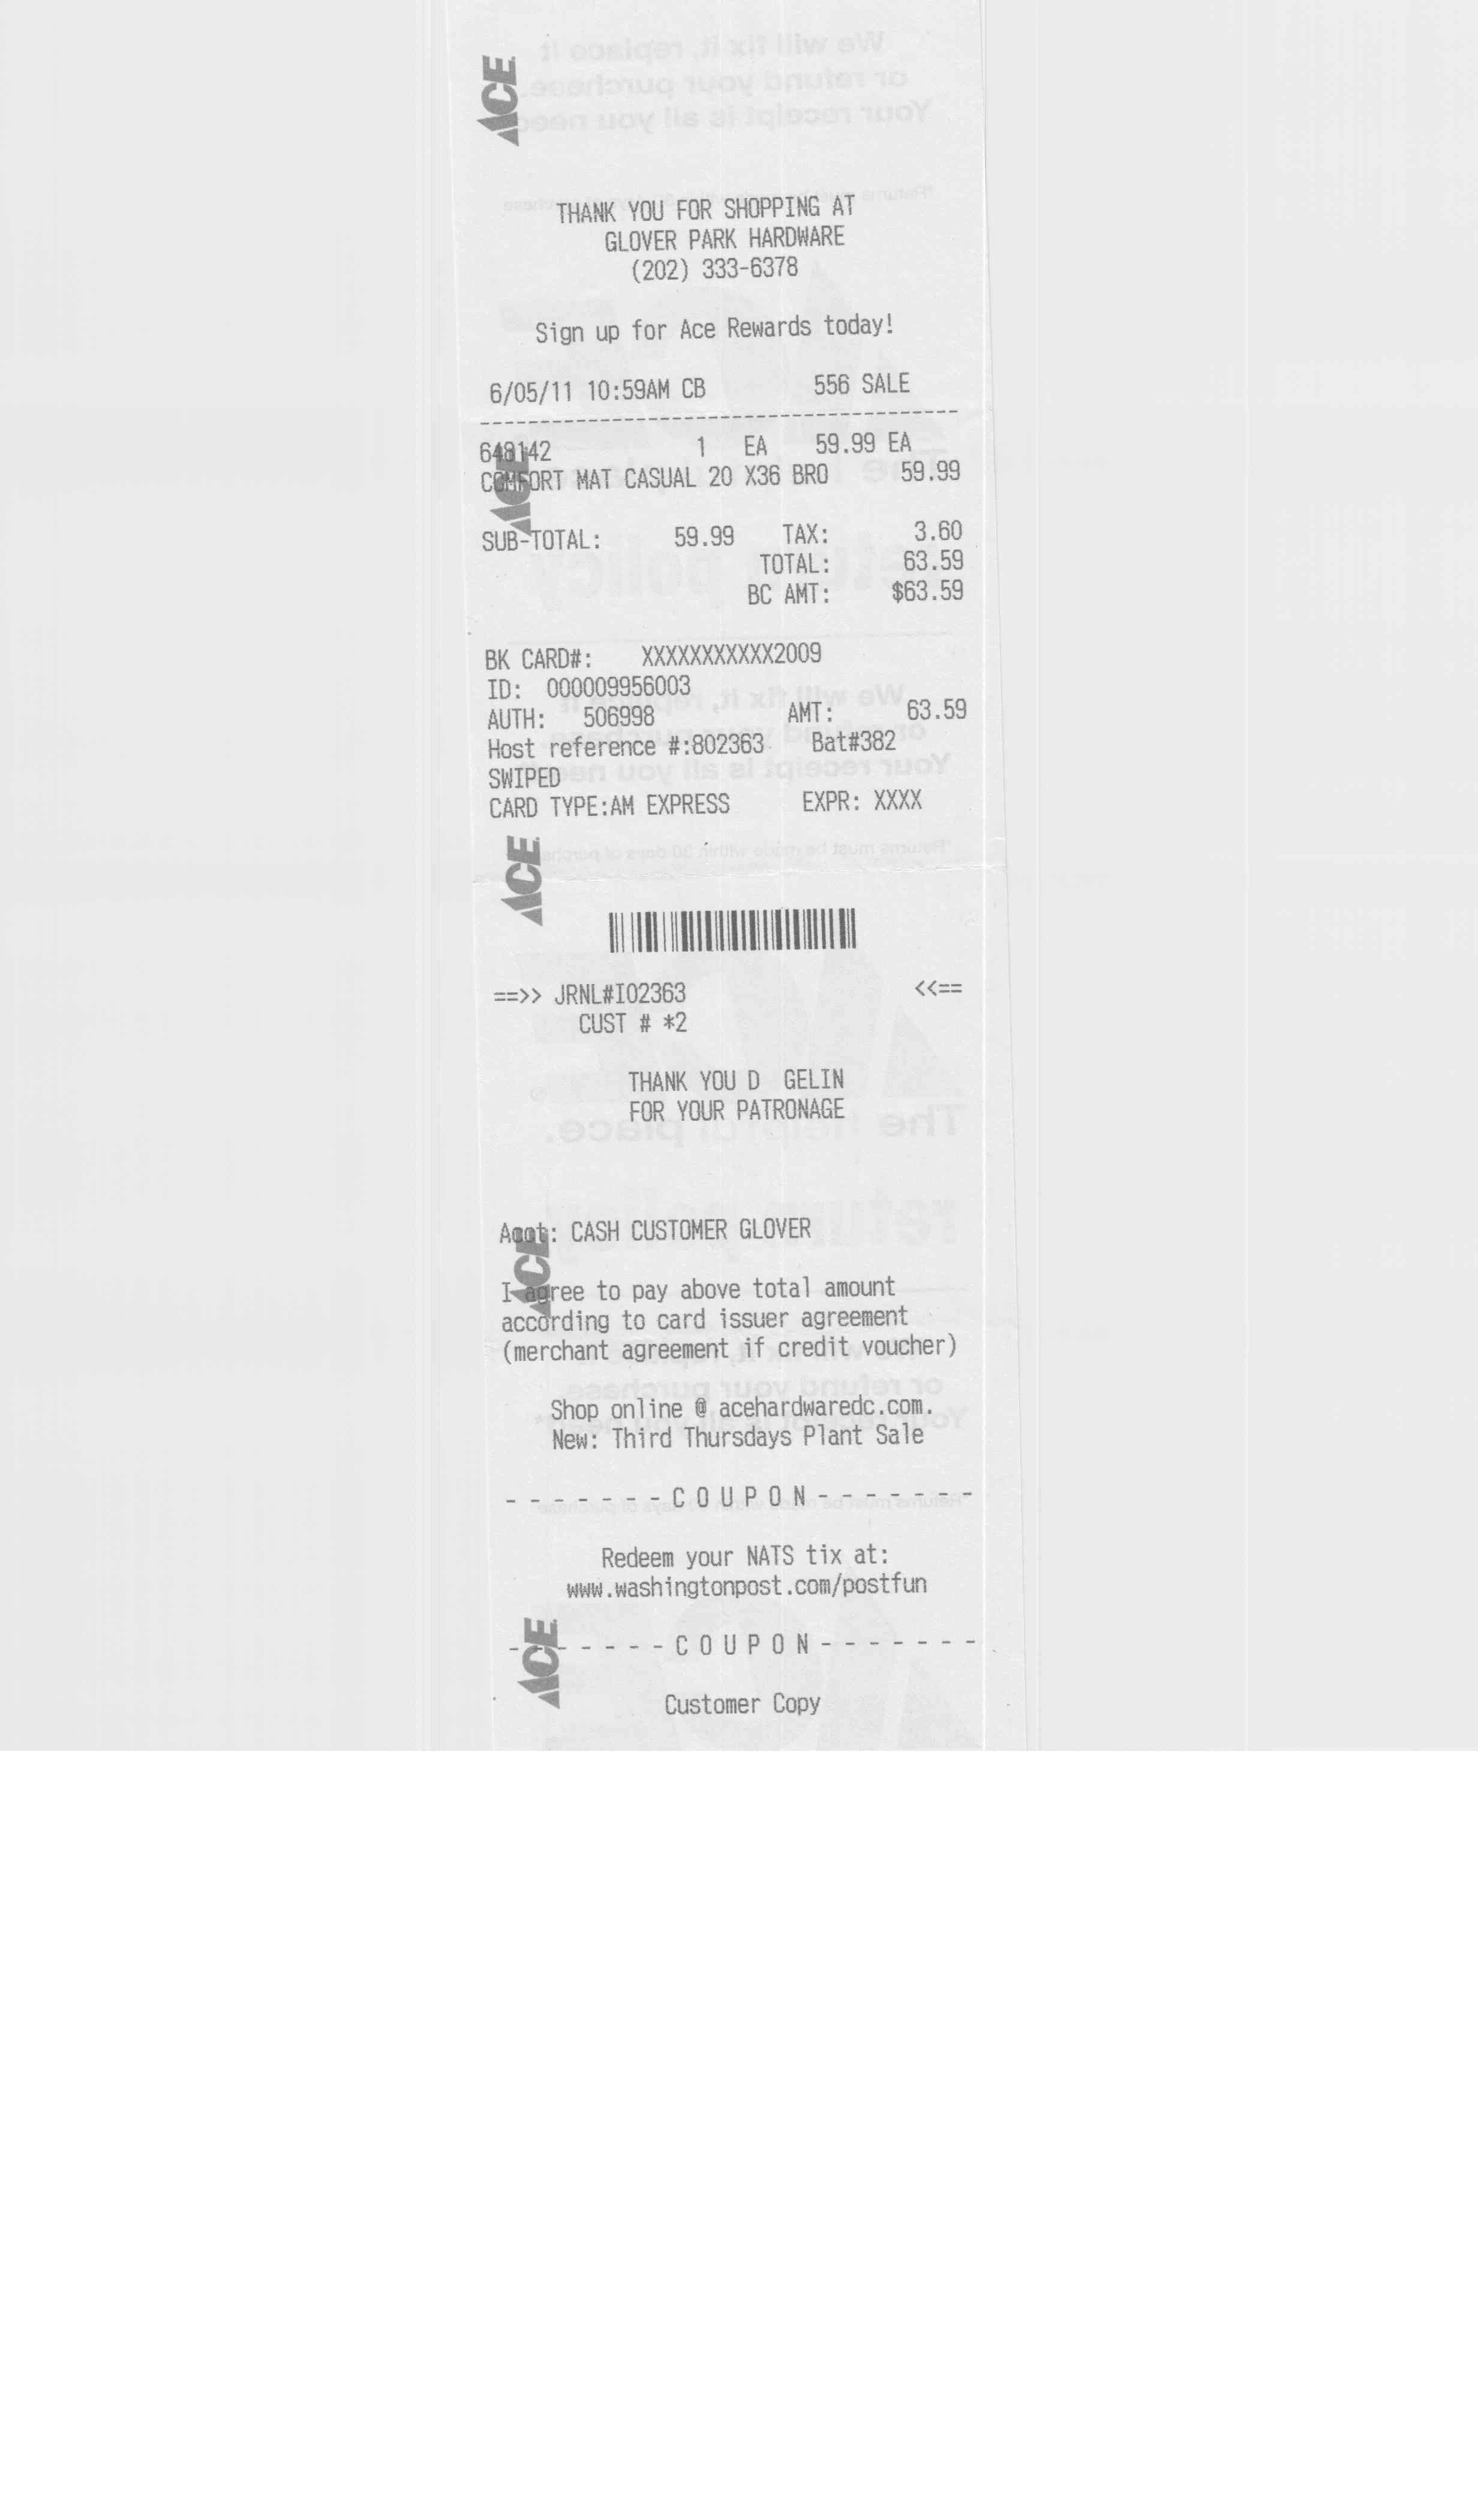 ACE
THANK YOU FOR SHOPPING AT
GLOVER PARK HARDWARE
(202) 333-6378
Sign up for Ace Rewards today!
6/05/11 10:59AM CB 556 SALE
----------------------------------------
648142 1 EA 59.99 EA
COMFORT MAT CASUAL 20 X36 BRO 59.99
ACE
SUB-TOTAL: 59.99 TAX: 3.60
TOTAL: 63.59
BC AMT: $63.59
BK CARD#: XXXXXXXXXXX2009
ID: 000009956003
AUTH: 506998 AMT: 63.59
Host reference #:802363 Bat#382
SWIPED
CARD TYPE:AM EXPRESS EXPR: XXXX
ACE
==>> JRNL#I02363 <<==
CUST # *2
THANK YOU D GELIN
FOR YOUR PATRONAGE
Acct: CASH CUSTOMER GLOVER
ACE
I agree to pay above total amount
according to card issuer agreement
(merchant agreement if credit voucher)
Shop online @ acehardwaredc.com.
New: Third Thursdays Plant Sale
- - - - - - - C O U P O N - - - - - - -
Redeem your NATS tix at:
www.washingtonpost.com/postfun
- - - - - - - C O U P O N - - - - - - -
ACE
Customer Copy